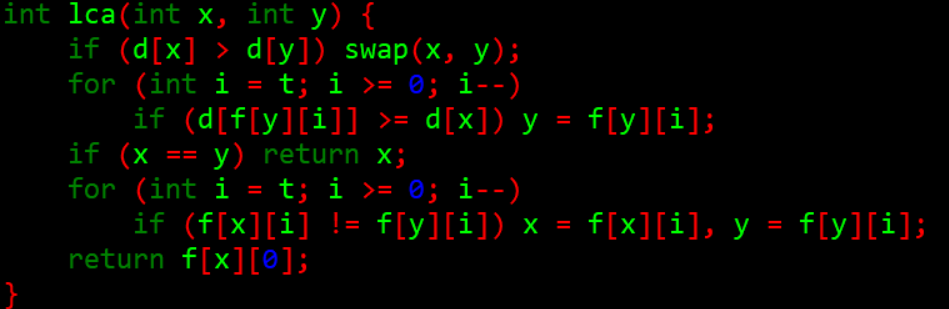 int lca(int x, int y) {
    if (d[x] > d[y]) swap(x, y);
    for (int i = t; i >= 0; i--)
        if (d[f[y][i]] >= d[x]) y = f[y][i];
    if (x == y) return x;
    for (int i = t; i >= 0; i--)
        if (f[x][i] != f[y][i]) x = f[x][i], y = f[y][i];
    return f[x][0];
}